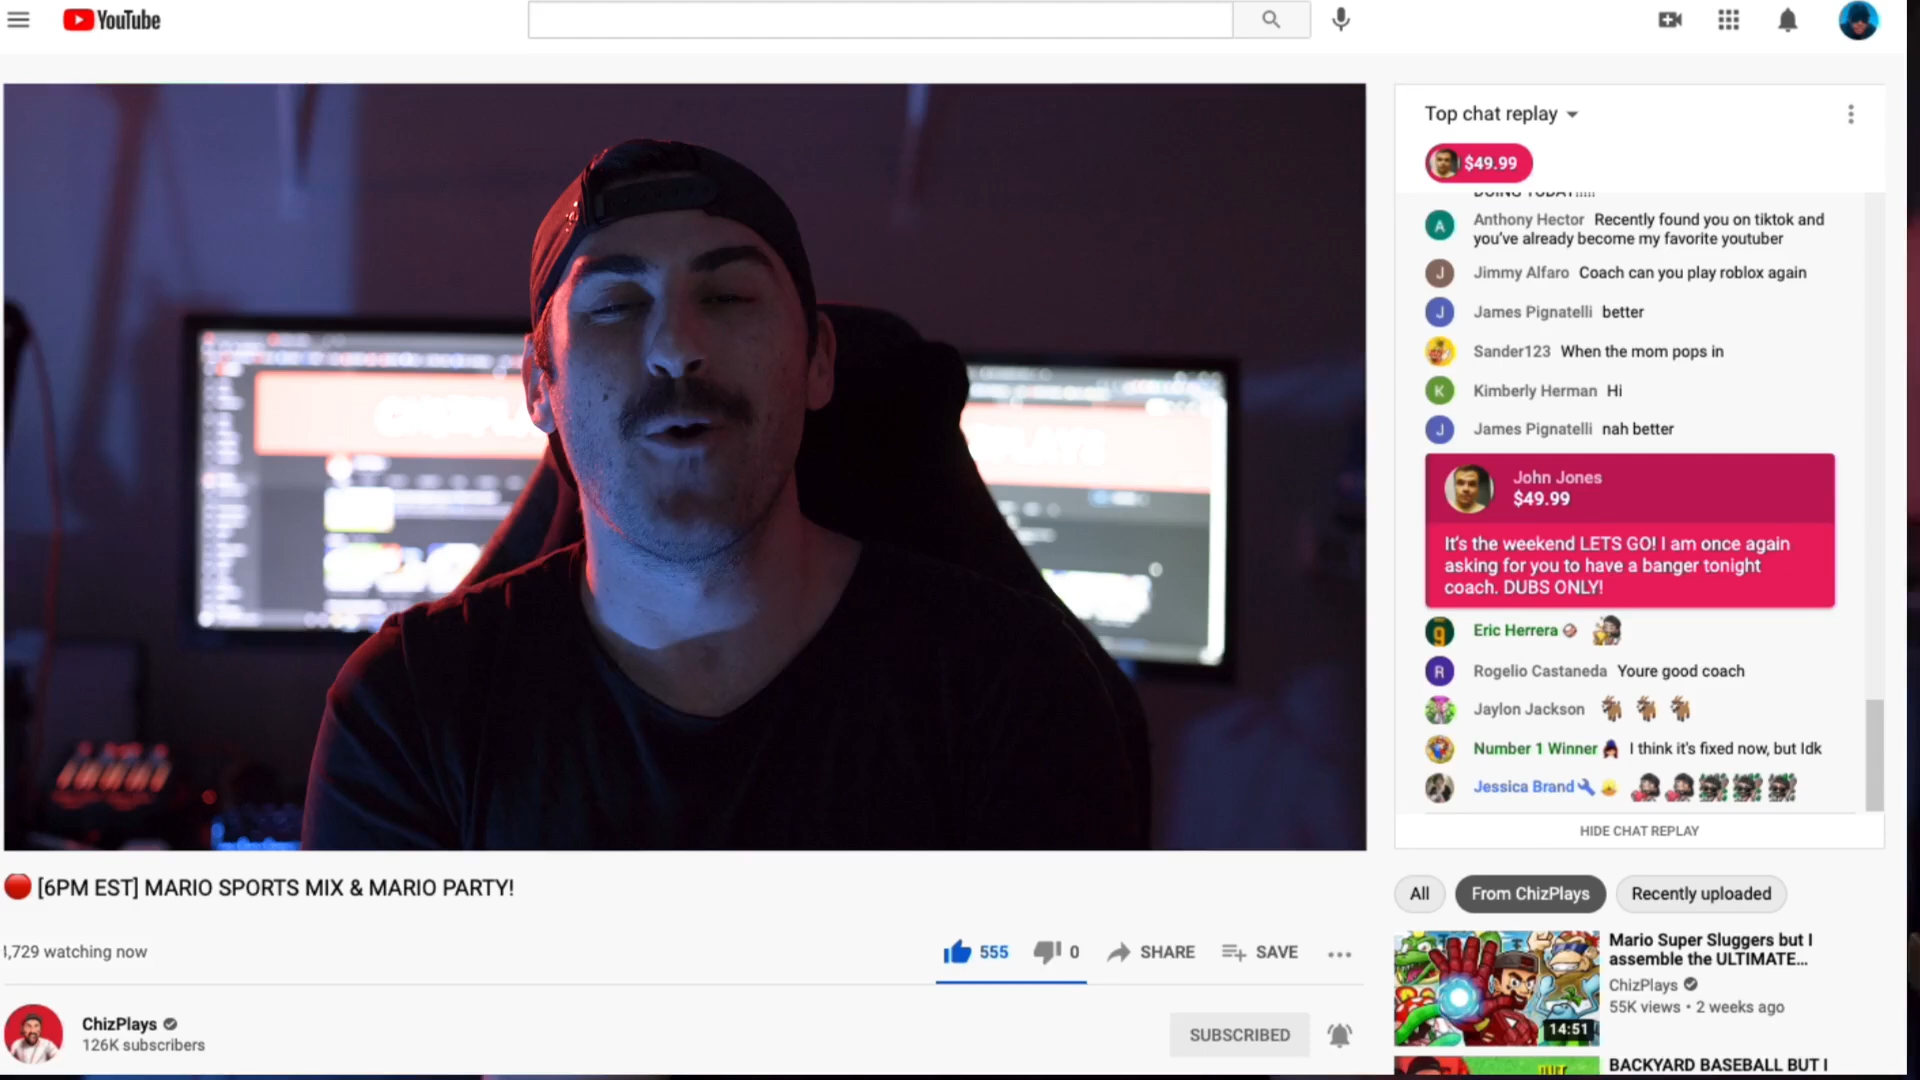 YouTube
Top chat replay
$49.99
DOING TODAY!!!!!
Anthony Hector Recently found you on tiktok and
you've already become my favorite youtuber
Jimmy Alfaro Coach can you play roblox again
James Pignatelli better
Sander123 When the mom pops in
Kimberly Herman Hi
James Pignatelli nah better
John Jones
$49.99
It's the weekend LETS GO! I am once again
asking for you to have a banger tonight
coach. DUBS ONLY!
Eric Herrera
Rogelio Castaneda Youre good coach
Jaylon Jackson
Number 1 Winner I think it's fixed now, but Idk
Jessica Brand
HIDE CHAT REPLAY
[6PM EST] MARIO SPORTS MIX & MARIO PARTY!
1,729 watching now
555
0
SHARE
SAVE
ChizPlays
126K subscribers
SUBSCRIBED
All
From ChizPlays
Recently uploaded
Mario Super Sluggers but I
assemble the ULTIMATE...
ChizPlays
55K views • 2 weeks ago
14:51
BACKYARD BASEBALL BUT I